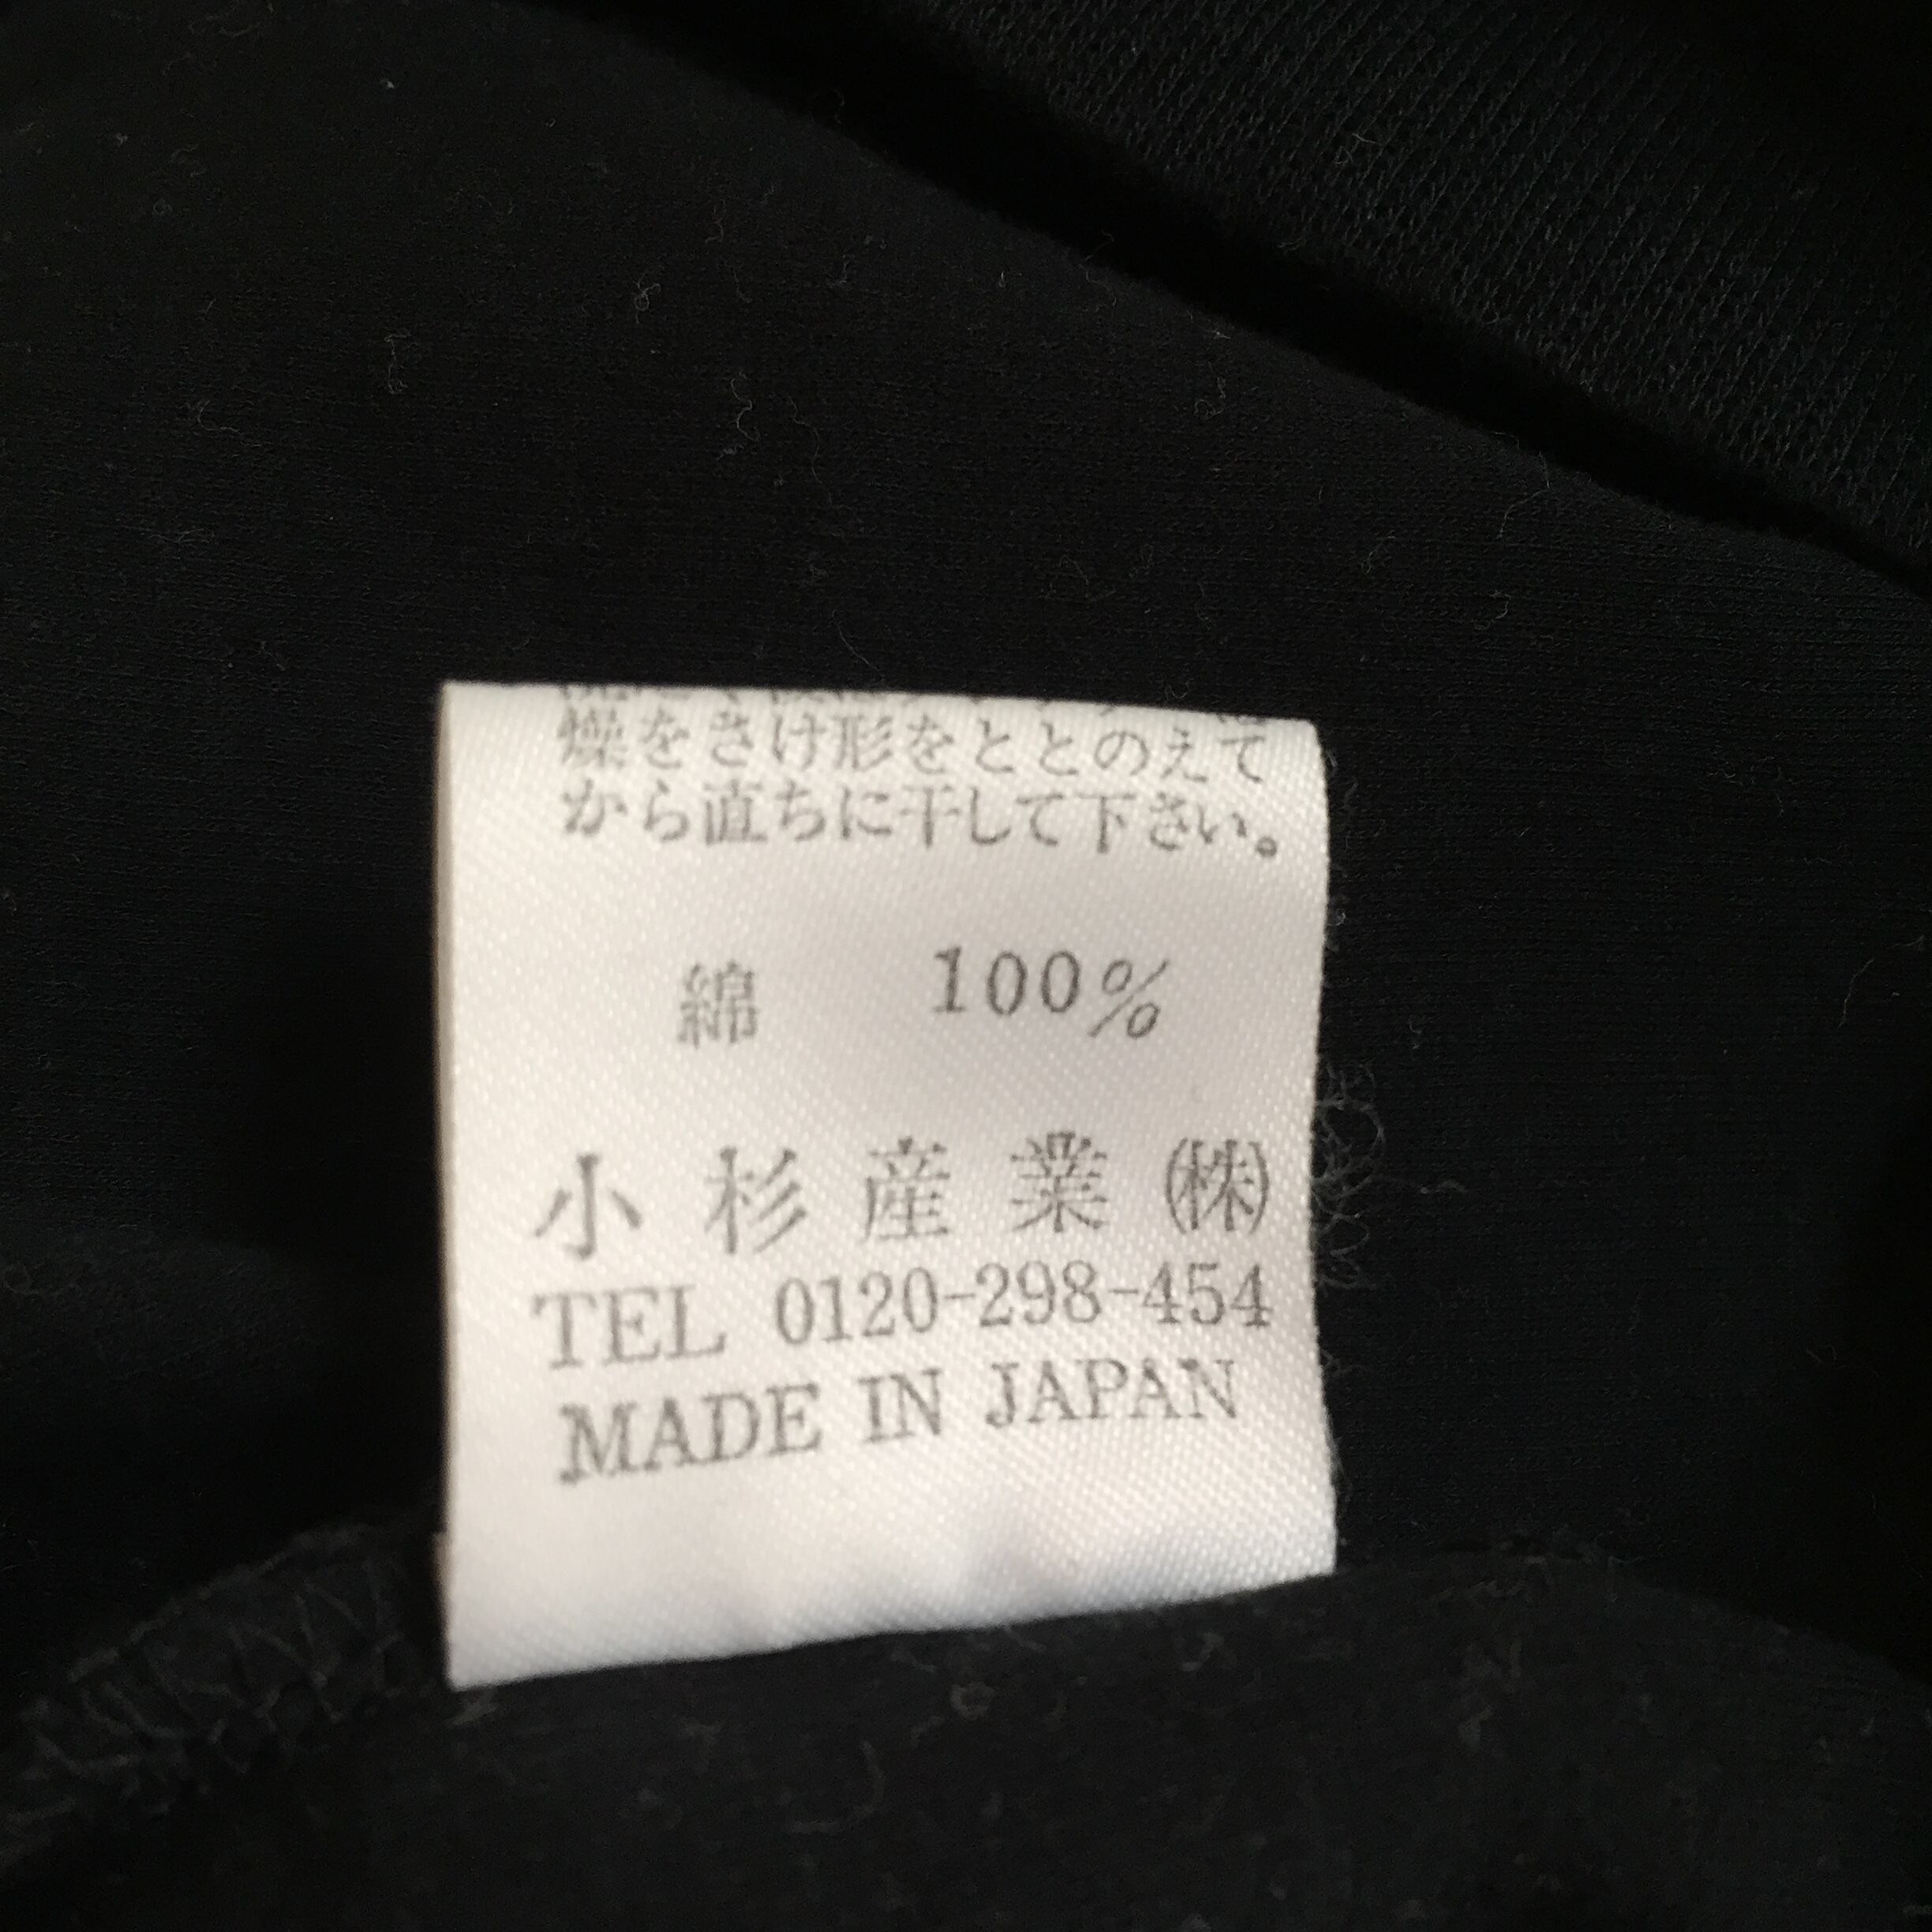 燥をさけ形をととのえて
から直ちに干して下さい。
綿 100%
小杉産業㈱
TEL 0120-298-454
MADE IN JAPAN